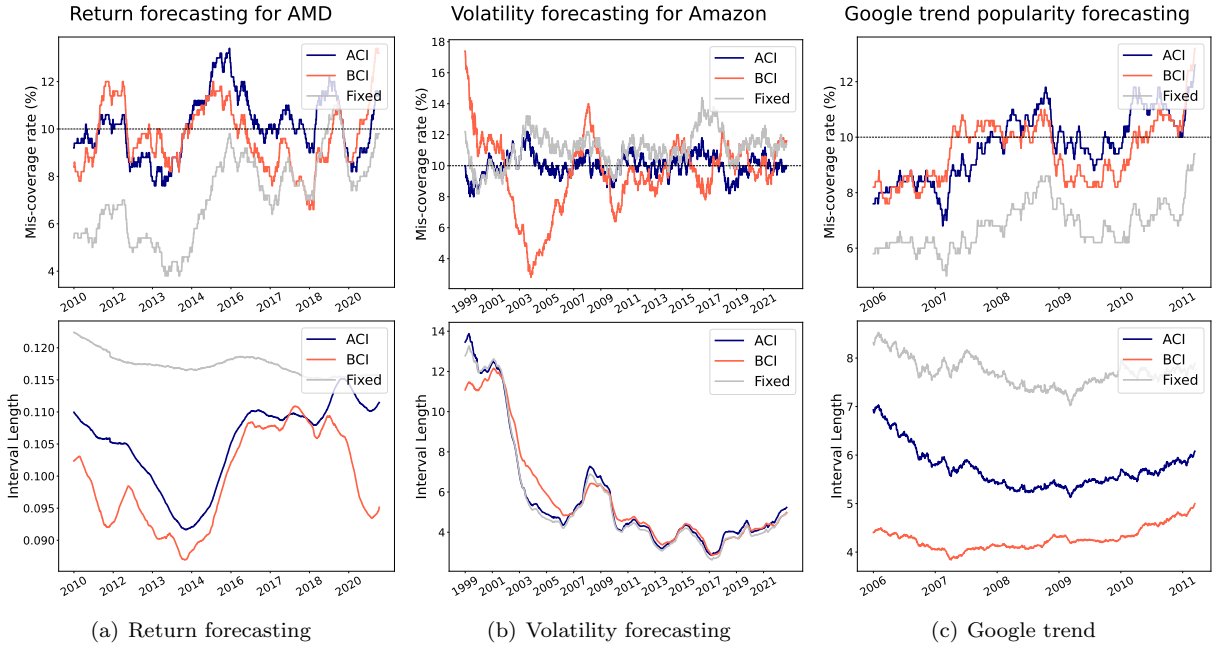 Return forecasting for AMD
Mis-coverage rate (%)
12
10
8
6
4
ACI
BCI
Fixed
2010
2012
2013
2014
2016
2018
2020
Volatility forecasting for Amazon
Mis-coverage rate (%)
18
16
14
12
10
8
6
4
ACI
BCI
Fixed
1999
2001
2003
2005
2007
2009
2011
2013
2015
2017
2019
2021
Google trend popularity forecasting
Mis-coverage rate (%)
12
10
8
6
ACI
BCI
Fixed
2006
2007
2008
2009
2010
2011
Interval Length
0.120
0.115
0.110
0.105
0.100
0.095
0.090
ACI
BCI
Fixed
2010
2012
2013
2014
2016
2018
2020
(a) Return forecasting
Interval Length
14
12
10
8
6
4
ACI
BCI
Fixed
1999
2001
2003
2005
2007
2009
2011
2013
2015
2017
2019
2021
(b) Volatility forecasting
Interval Length
8
7
6
5
4
ACI
BCI
Fixed
2006
2007
2008
2009
2010
2011
(c) Google trend